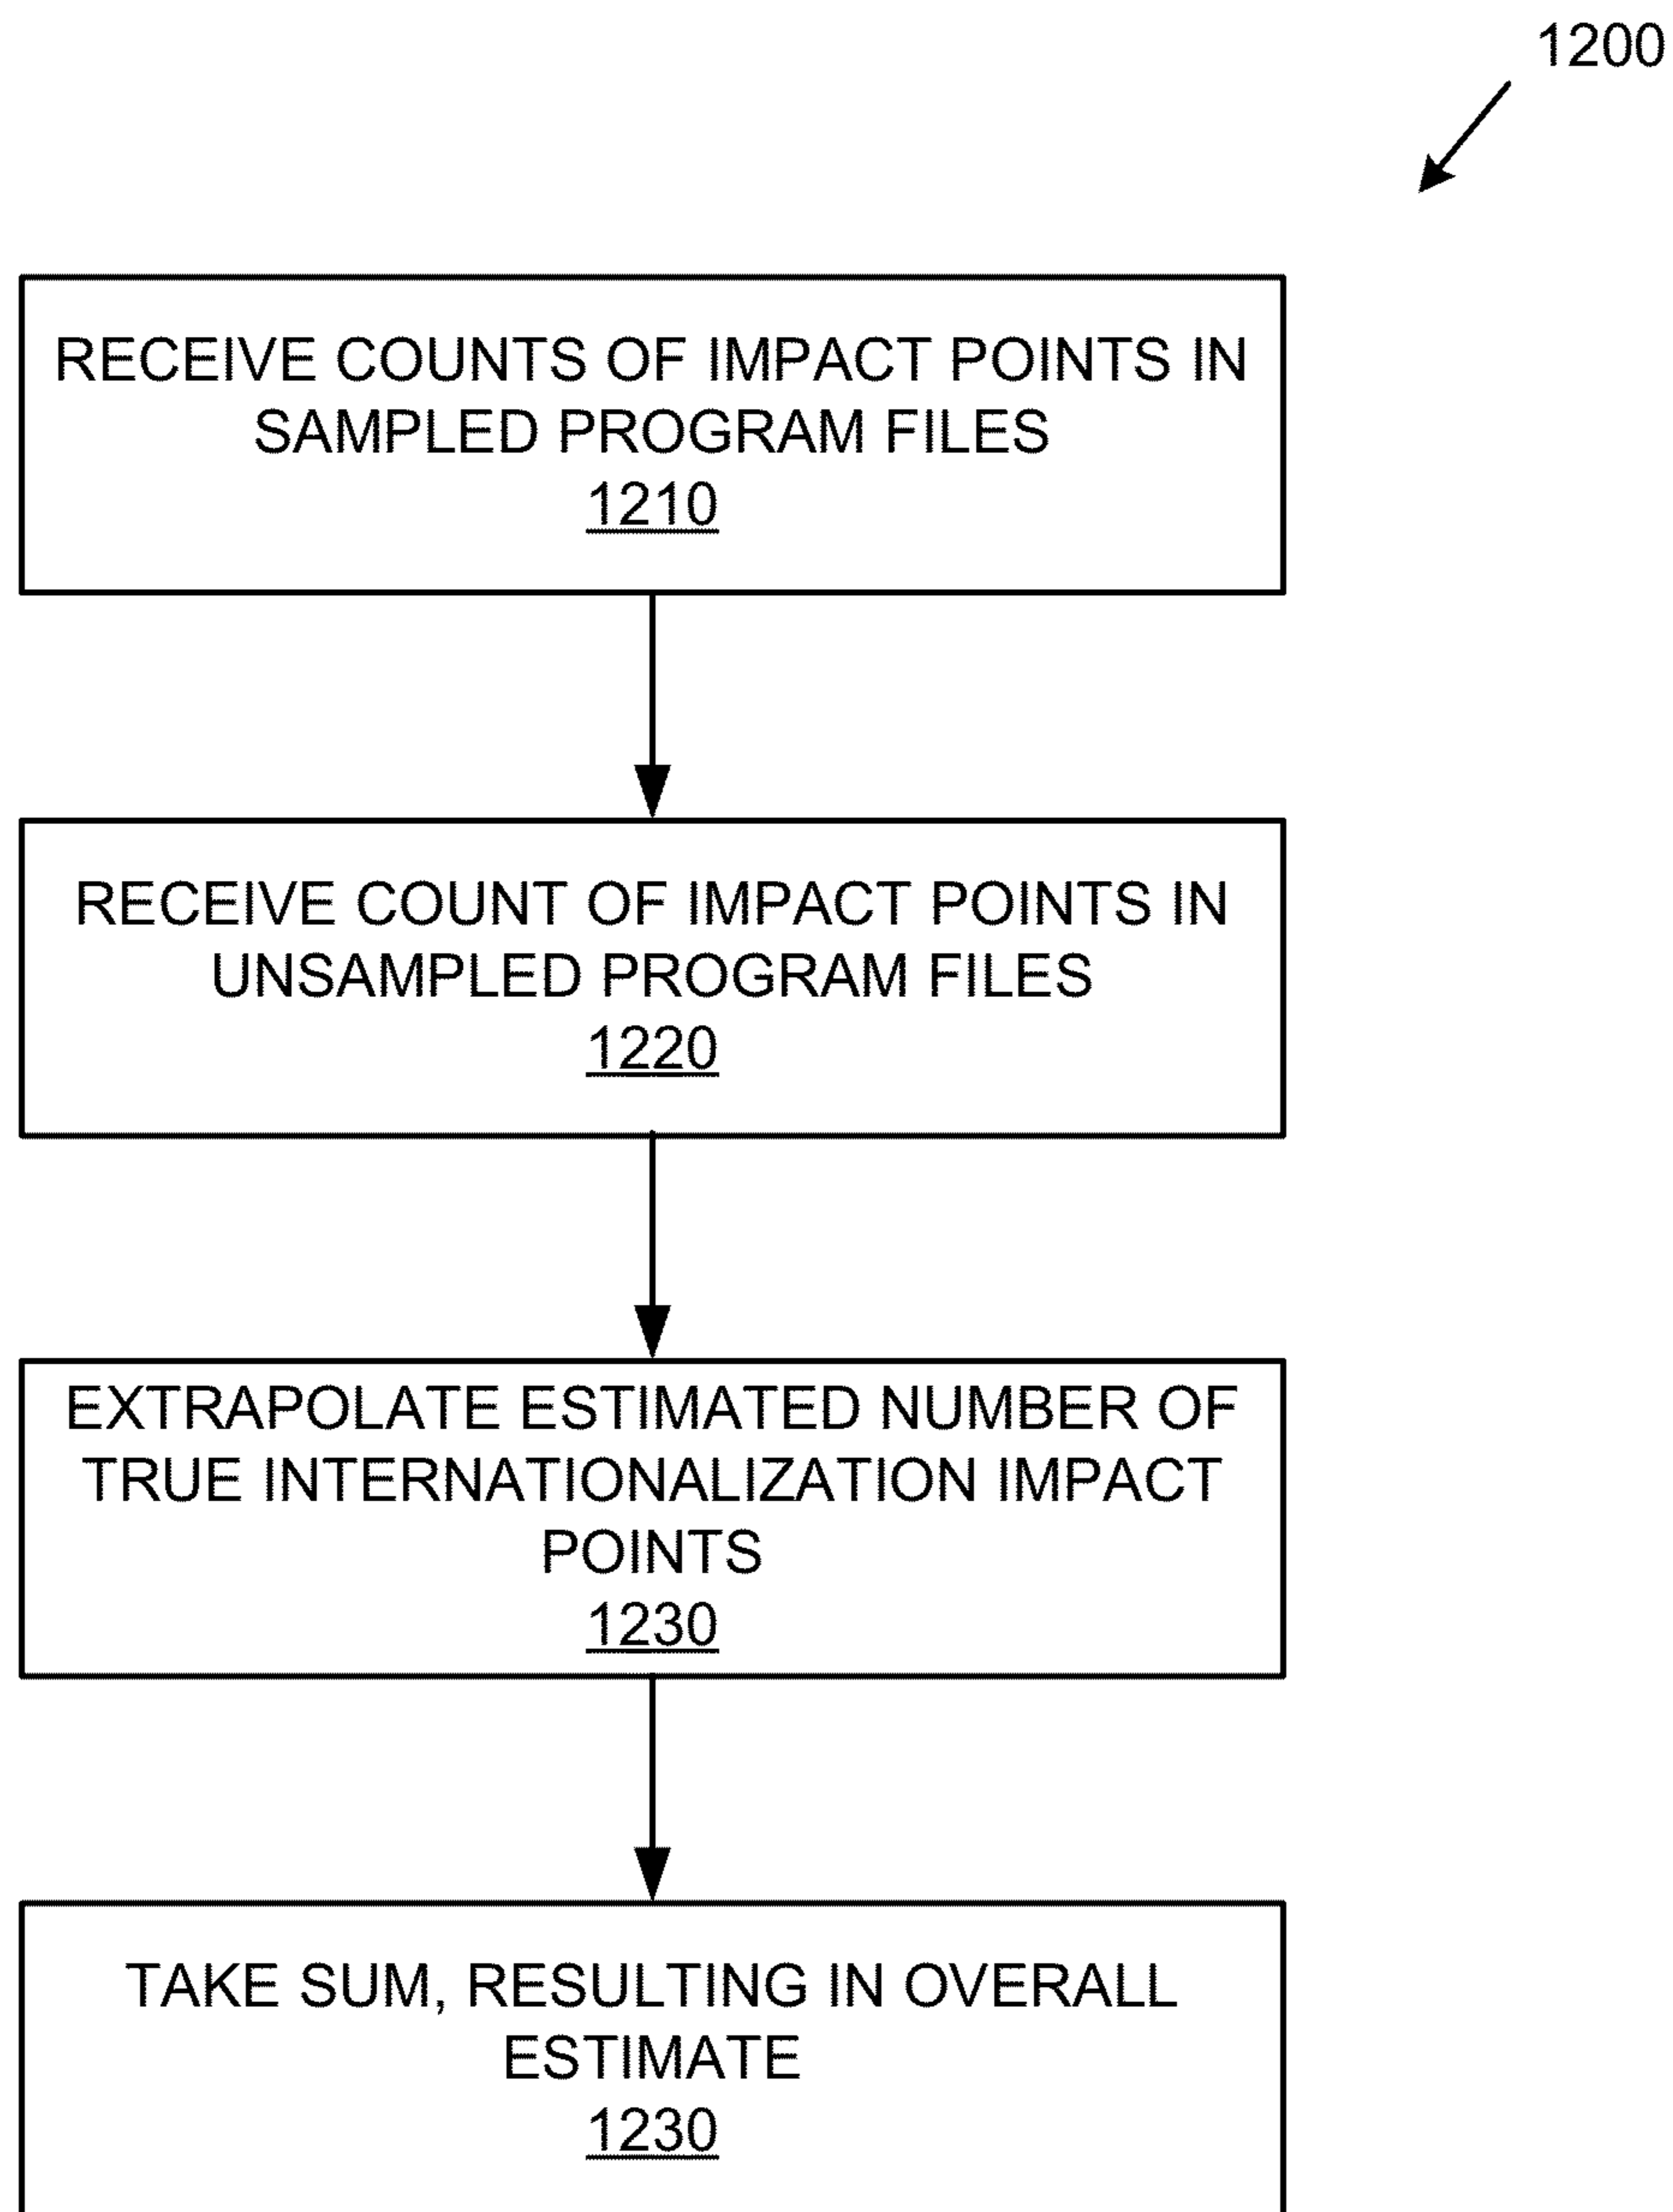 1200
RECEIVE COUNTS OF IMPACT POINTS IN
SAMPLED PROGRAM FILES
1210
RECEIVE COUNT OF IMPACT POINTS IN
UNSAMPLED PROGRAM FILES
1220
EXTRAPOLATE ESTIMATED NUMBER OF
TRUE INTERNATIONALIZATION IMPACT
POINTS
1230
TAKE SUM, RESULTING IN OVERALL
ESTIMATE
1230